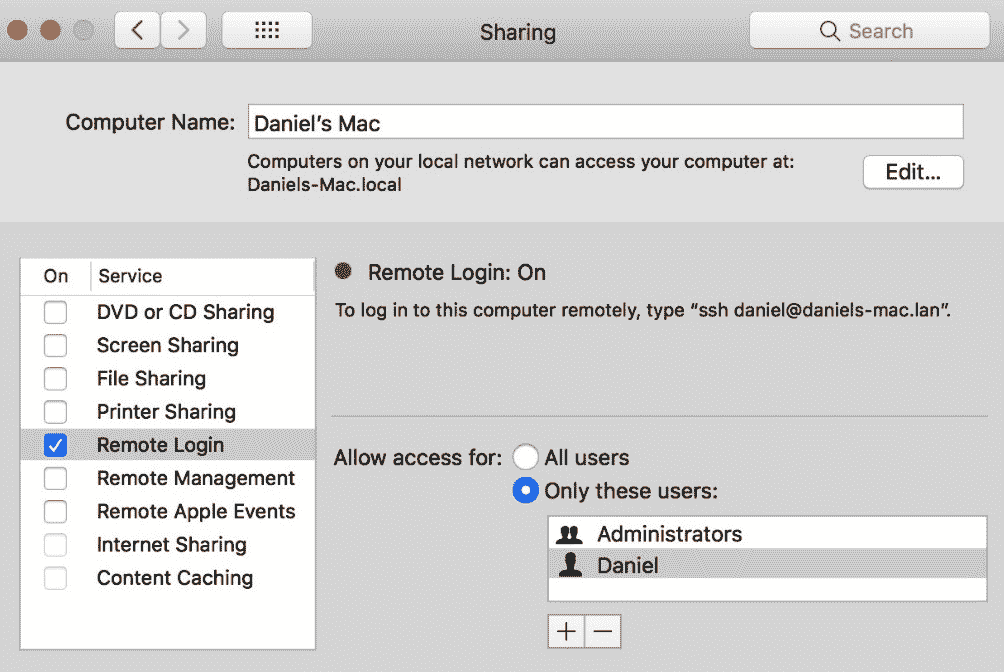 Sharing
Search
Computer Name:
Daniel’s Mac
Computers on your local network can access your computer at:
Daniels-Mac.local
Edit...
On
Service
DVD or CD Sharing
Screen Sharing
File Sharing
Printer Sharing
Remote Login
Remote Management
Remote Apple Events
Internet Sharing
Content Caching
Remote Login: On
To log in to this computer remotely, type “ssh daniel@daniels-mac.lan”.
Allow access for:
All users
Only these users:
Administrators
Daniel